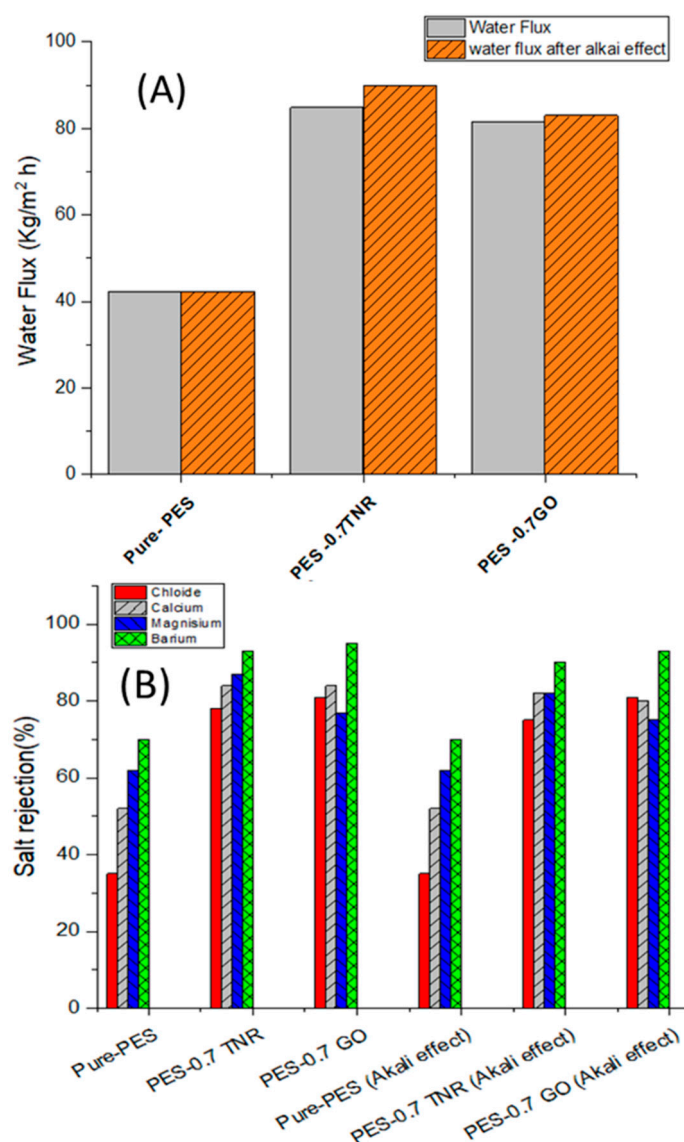 Water Flux
water flux after alkai effect
(A)
100
80
60
40
20
0
Water Flux (Kg/m² h)
Pure- PES
PES -0.7TNR
PES -0.7GO
Chloide
Calcium
Magnisium
Barium
(B)
100
80
60
40
20
0
Salt rejection(%)
Pure-PES
PES-0.7 TNR
PES-0.7 GO
Pure-PES (Akali effect)
PES-0.7 TNR (Akali effect)
PES-0.7 GO (Akali effect)